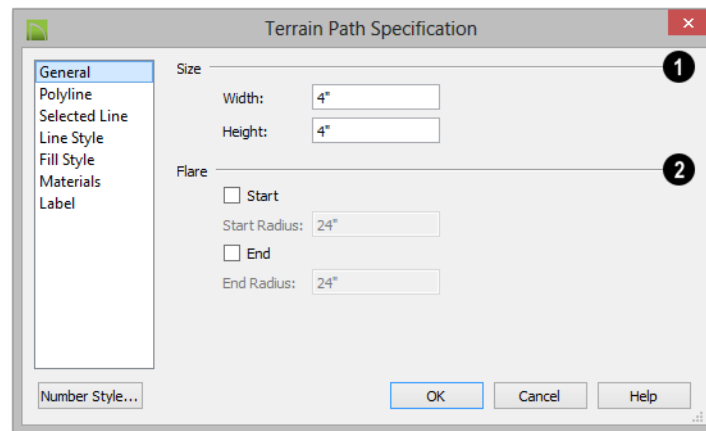 Terrain Path Specification
General
Polyline
Selected Line
Line Style
Fill Style
Materials
Label
Size
1
Width: 4"
Height: 4"
Flare
2
Start
Start Radius: 24"
End
End Radius: 24"
Number Style...
OK
Cancel
Help